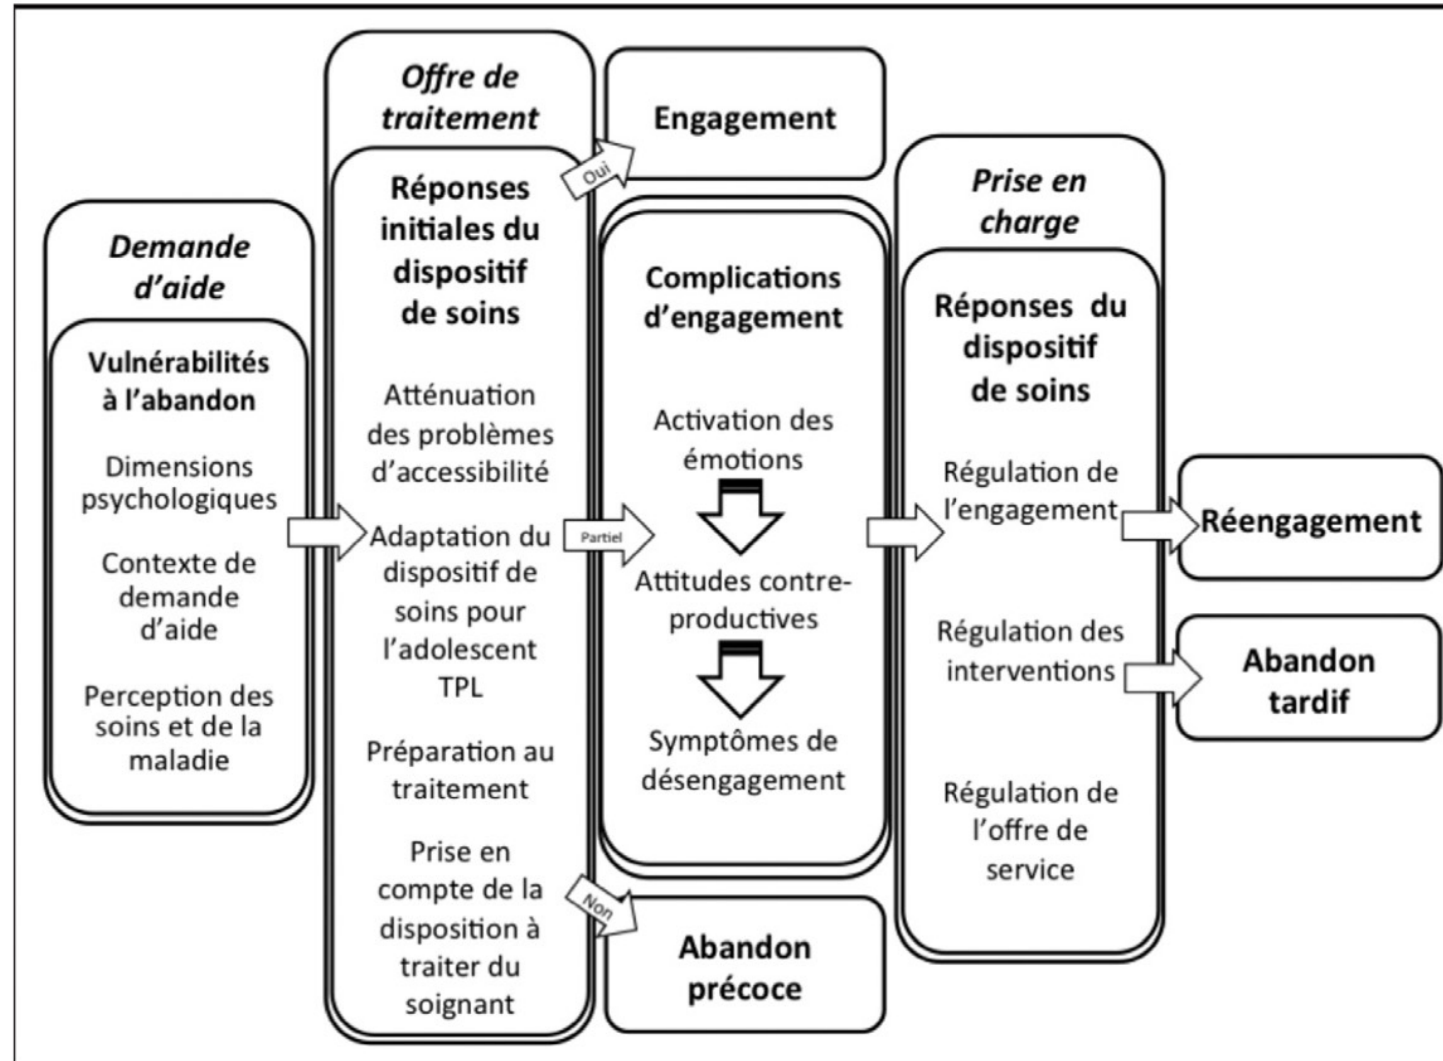 Demande
d'aide
Vulnérabilités
à l'abandon
Dimensions
psychologiques
Contexte de
demande
d'aide
Perception des
soins et de la
maladie
Offre de
traitement
Réponses
initiales du
dispositif
de soins
Atténuation
des problèmes
d'accessibilité
Adaptation du
dispositif de
soins pour
l'adolescent
TPL
Préparation au
traitement
Prise en
compte de la
disposition à
traiter du
soignant
Oui
Partiel
Non
Engagement
Complications
d'engagement
Activation des
émotions
Attitudes contre-
productives
Symptômes de
désengagement
Abandon
précoce
Prise en
charge
Réponses du
dispositif
de soins
Régulation de
l'engagement
Régulation des
interventions
Régulation de
l'offre de
service
Réengagement
Abandon
tardif